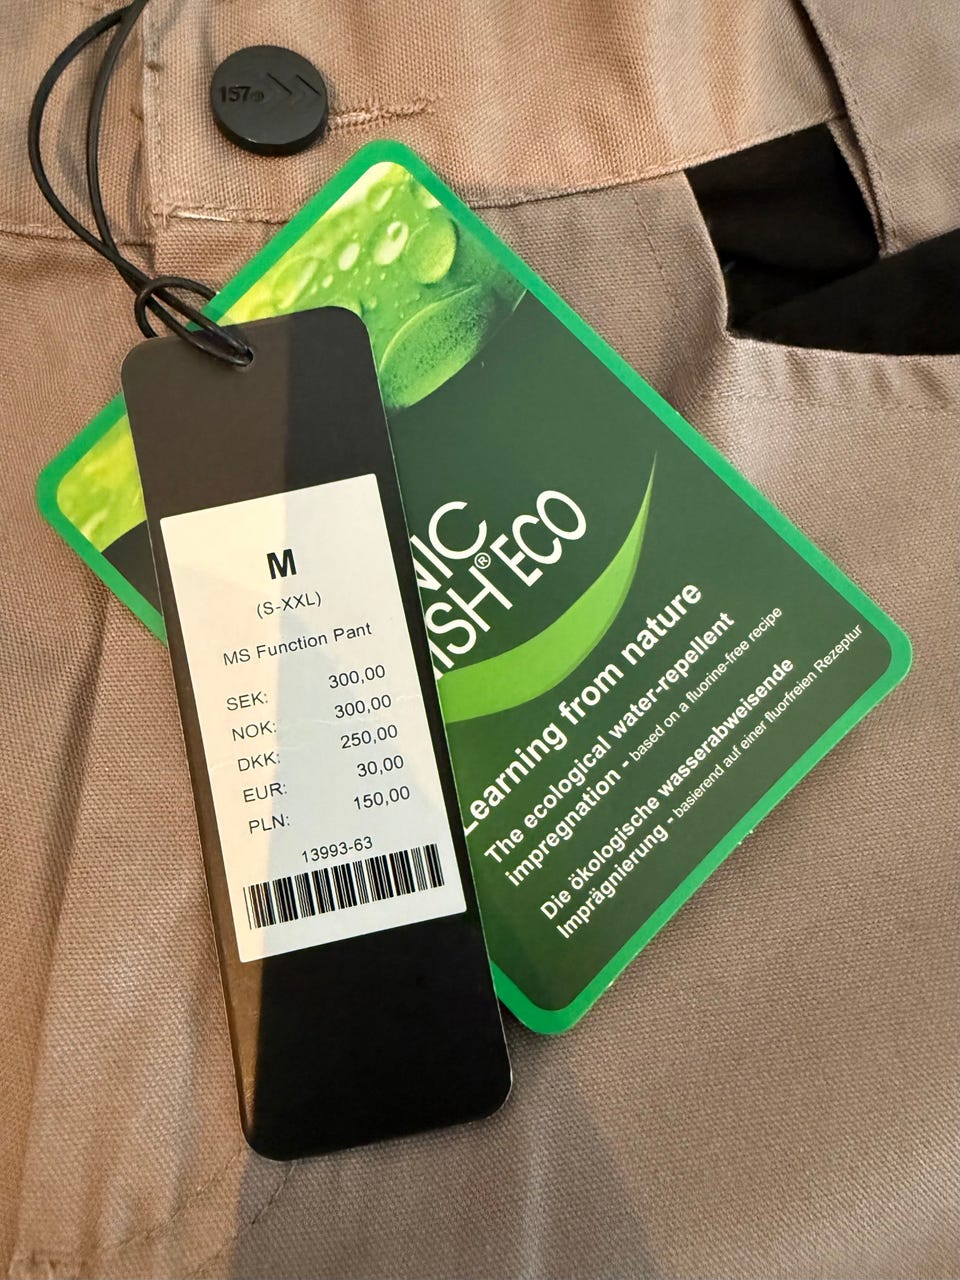 157
M
(S-XXL)
MS Function Pant
SEK: 300,00
NOK: 300,00
DKK: 250,00
EUR: 30,00
PLN: 150,00
13993-63
NIC
ISH® ECO
Learning from nature
The ecological water-repellent
impregnation - based on a fluorine-free recipe
Die ökologische wasserabweisende
Imprägnierung - basierend auf einer fluorfreien Rezeptur